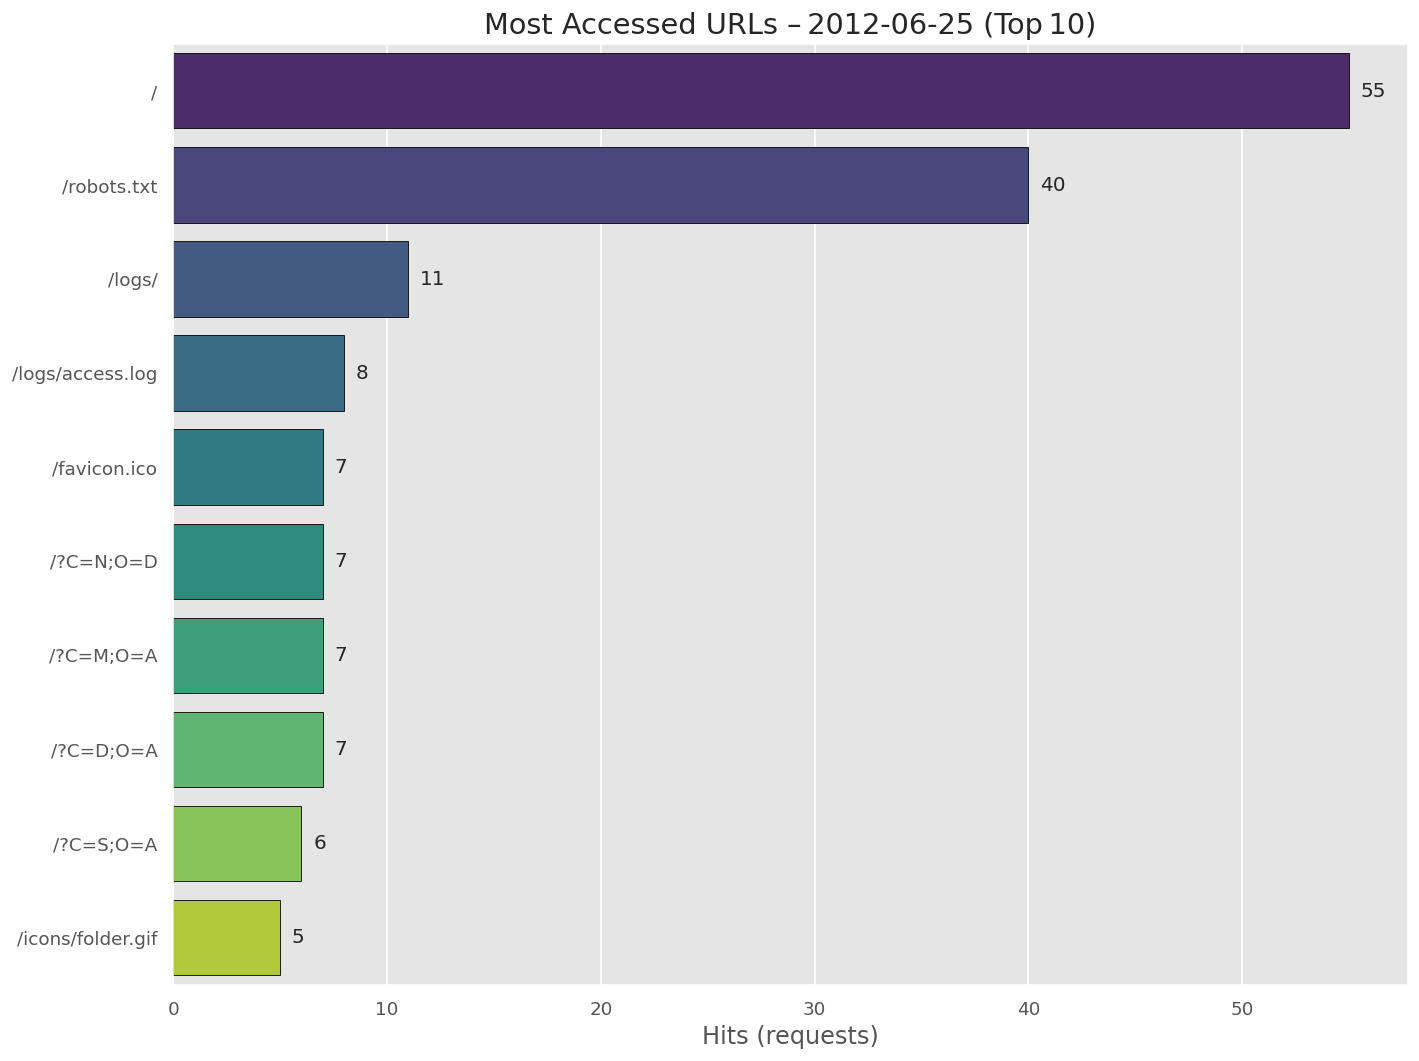 Most Accessed URLs – 2012-06-25 (Top 10)
/ 55
/robots.txt 40
/logs/ 11
/logs/access.log 8
/favicon.ico 7
/?C=N;O=D 7
/?C=M;O=A 7
/?C=D;O=A 7
/?C=S;O=A 6
/icons/folder.gif 5
0 10 20 30 40 50
Hits (requests)